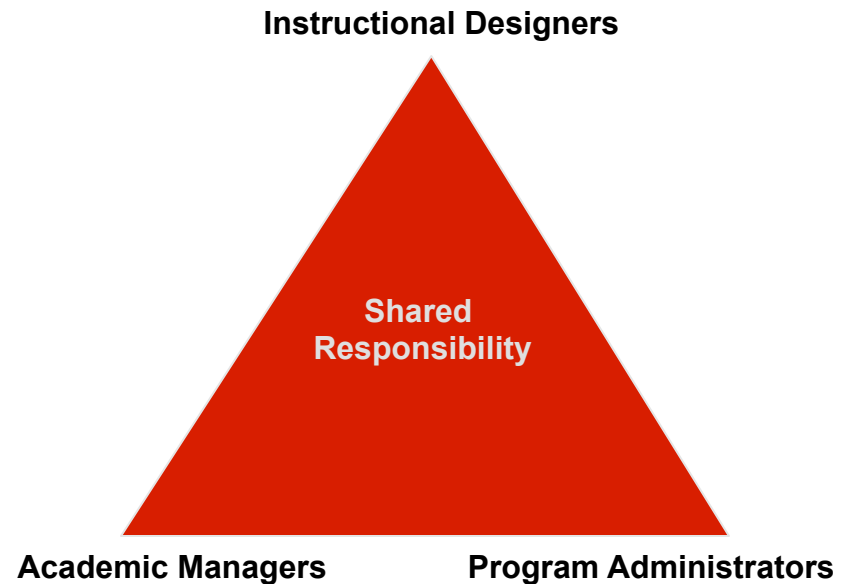 Instructional Designers
Shared
Responsibility
Academic Managers
Program Administrators